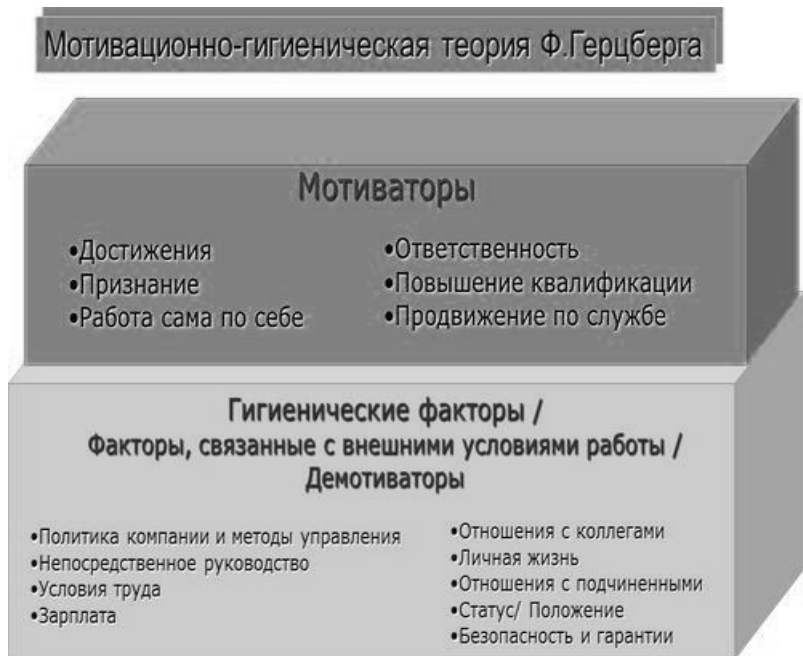 Мотивационно-гигиеническая теория Ф.Герцберга
Мотиваторы
•Достижения
•Признание
•Работа сама по себе
•Ответственность
•Повышение квалификации
•Продвижение по службе
Гигиенические факторы /
Факторы, связанные с внешними условиями работы /
Демотиваторы
•Политика компании и методы управления
•Непосредственное руководство
•Условия труда
•Зарплата
•Отношения с коллегами
•Личная жизнь
•Отношения с подчиненными
•Статус/ Положение
•Безопасность и гарантии